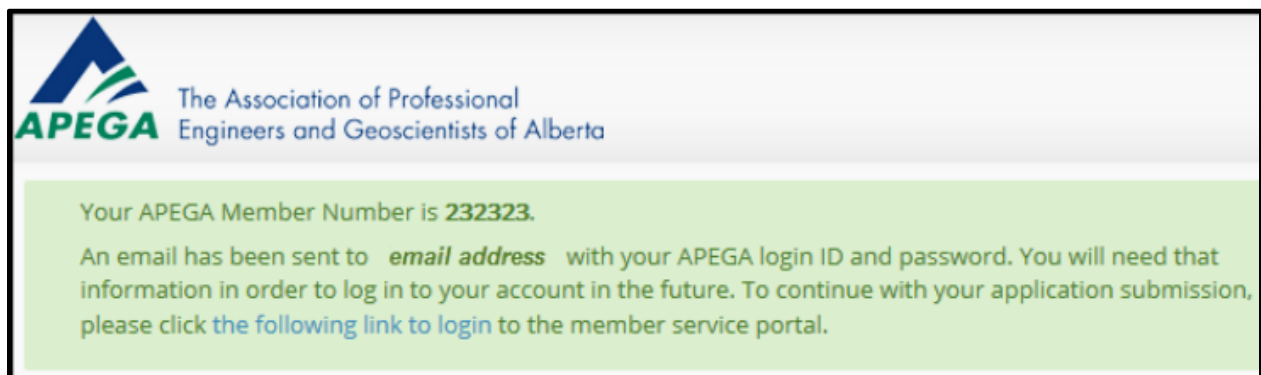 The Association of Professional
APEGA Engineers and Geoscientists of Alberta
Your APEGA Member Number is 232323.
An email has been sent to email address with your APEGA login ID and password. You will need that
information in order to log in to your account in the future. To continue with your application submission,
please click the following link to login to the member service portal.